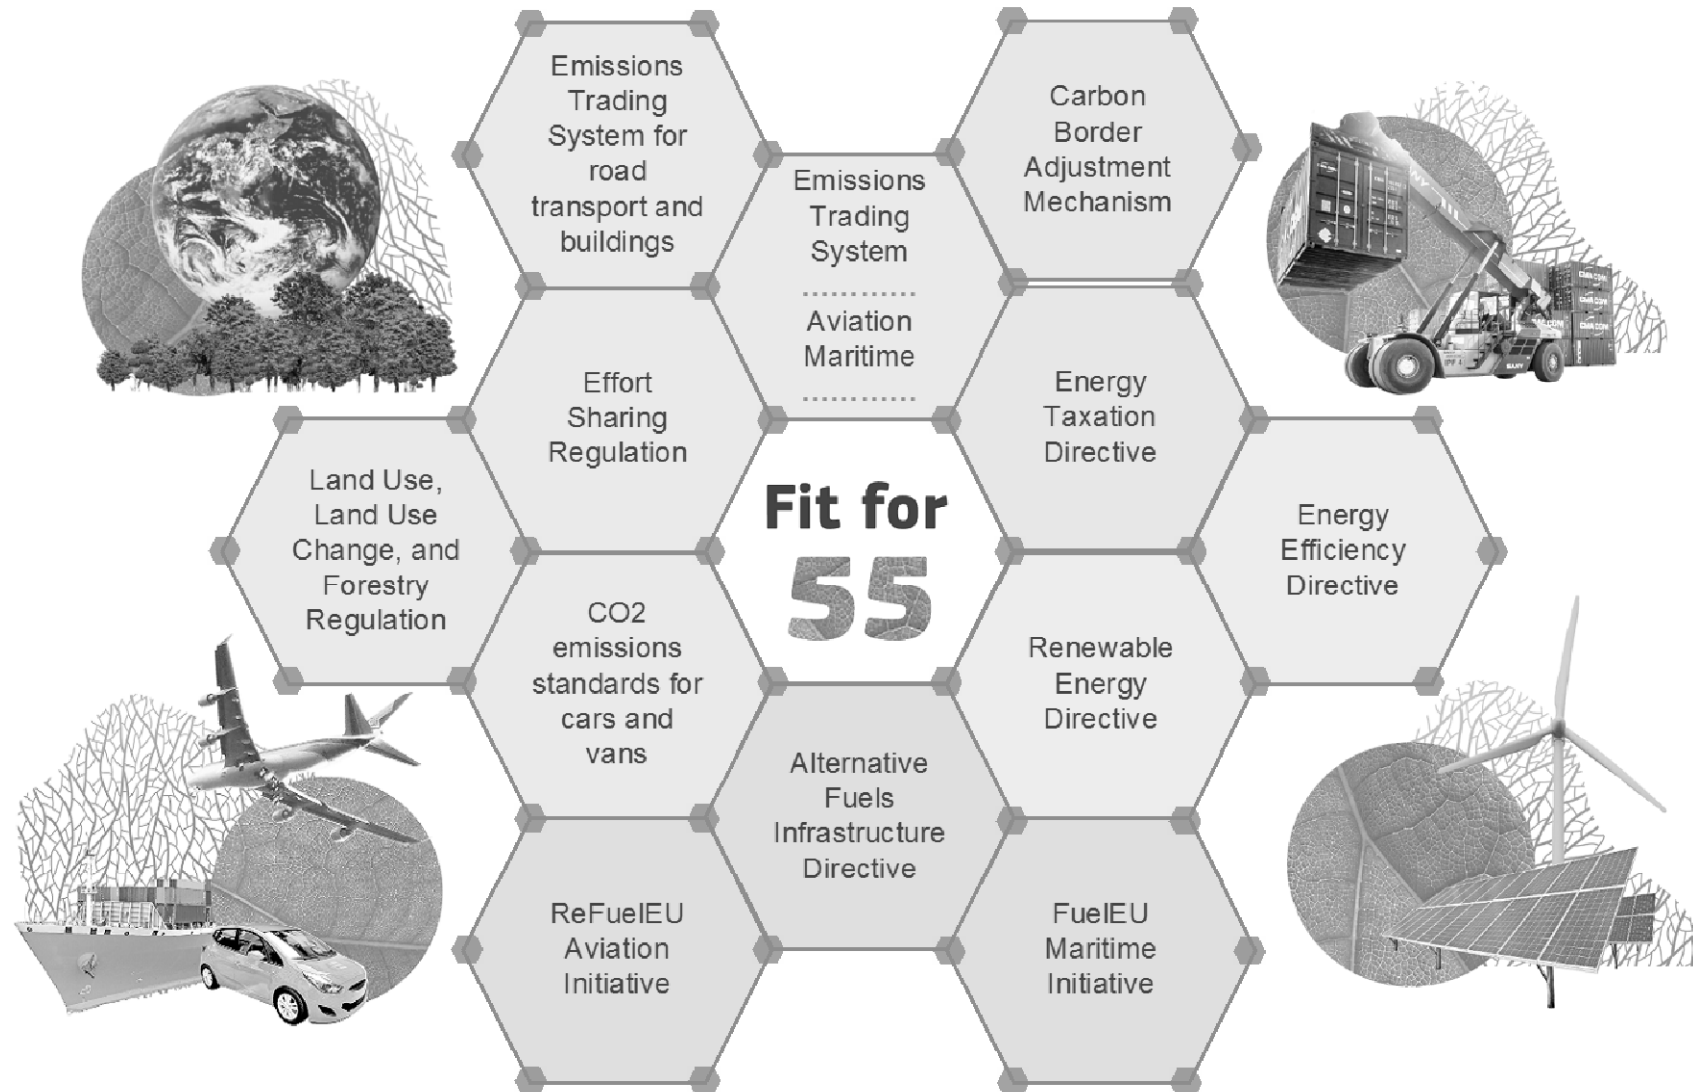 Emissions
Trading
System for
road
transport and
buildings
Emissions
Trading
System
Aviation
Maritime
Carbon
Border
Adjustment
Mechanism
Effort
Sharing
Regulation
Energy
Taxation
Directive
Land Use,
Land Use
Change, and
Forestry
Regulation
Fit for
55
Energy
Efficiency
Directive
CO2
emissions
standards for
cars and
vans
Renewable
Energy
Directive
Alternative
Fuels
Infrastructure
Directive
ReFuelEU
Aviation
Initiative
FuelEU
Maritime
Initiative
SANY